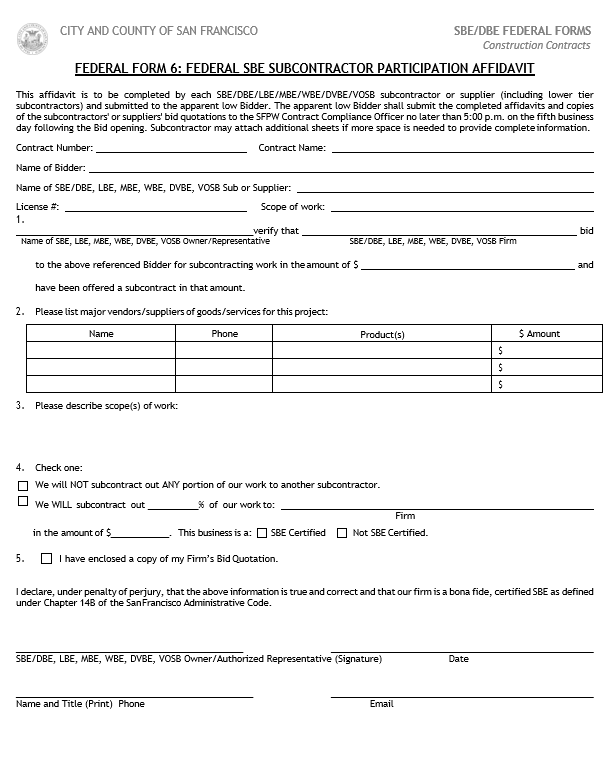 CITY AND COUNTY OF SAN FRANCISCO
SBE/DBE FEDERAL FORMS
Construction Contracts
FEDERAL FORM 6: FEDERAL SBE SUBCONTRACTOR PARTICIPATION AFFIDAVIT
This affidavit is to be completed by each SBE/DBE/LBE/MBE/WBE/DVBE/VOSB subcontractor or supplier (including lower tier
subcontractors) and submitted to the apparent low Bidder. The apparent low Bidder shall submit the completed affidavits and copies
of the subcontractors' or suppliers' bid quotations to the SFPW Contract Compliance Officer no later than 5:00 p.m. on the fifth business
day following the Bid opening. Subcontractor may attach additional sheets if more space is needed to provide complete information.
Contract Number: Contract Name:
Name of Bidder:
Name of SBE/DBE, LBE, MBE, WBE, DVBE, VOSB Sub or Supplier:
License #: Scope of work:
1.
verify that bid
Name of SBE, LBE, MBE, WBE, DVBE, VOSB Owner/Representative SBE/DBE, LBE, MBE, WBE, DVBE, VOSB Firm
to the above referenced Bidder for subcontracting work in the amount of $ and
have been offered a subcontract in that amount.
2. Please list major vendors/suppliers of goods/services for this project:
Name Phone Product(s) $ Amount
$
$
$
3. Please describe scope(s) of work:
4. Check one:
We will NOT subcontract out ANY portion of our work to another subcontractor.
We WILL subcontract out % of our work to:
Firm
in the amount of $ . This business is a: SBE Certified Not SBE Certified.
5. I have enclosed a copy of my Firm's Bid Quotation.
I declare, under penalty of perjury, that the above information is true and correct and that our firm is a bona fide, certified SBE as defined
under Chapter 14B of the San Francisco Administrative Code.
SBE/DBE, LBE, MBE, WBE, DVBE, VOSB Owner/Authorized Representative (Signature) Date
Name and Title (Print) Phone Email